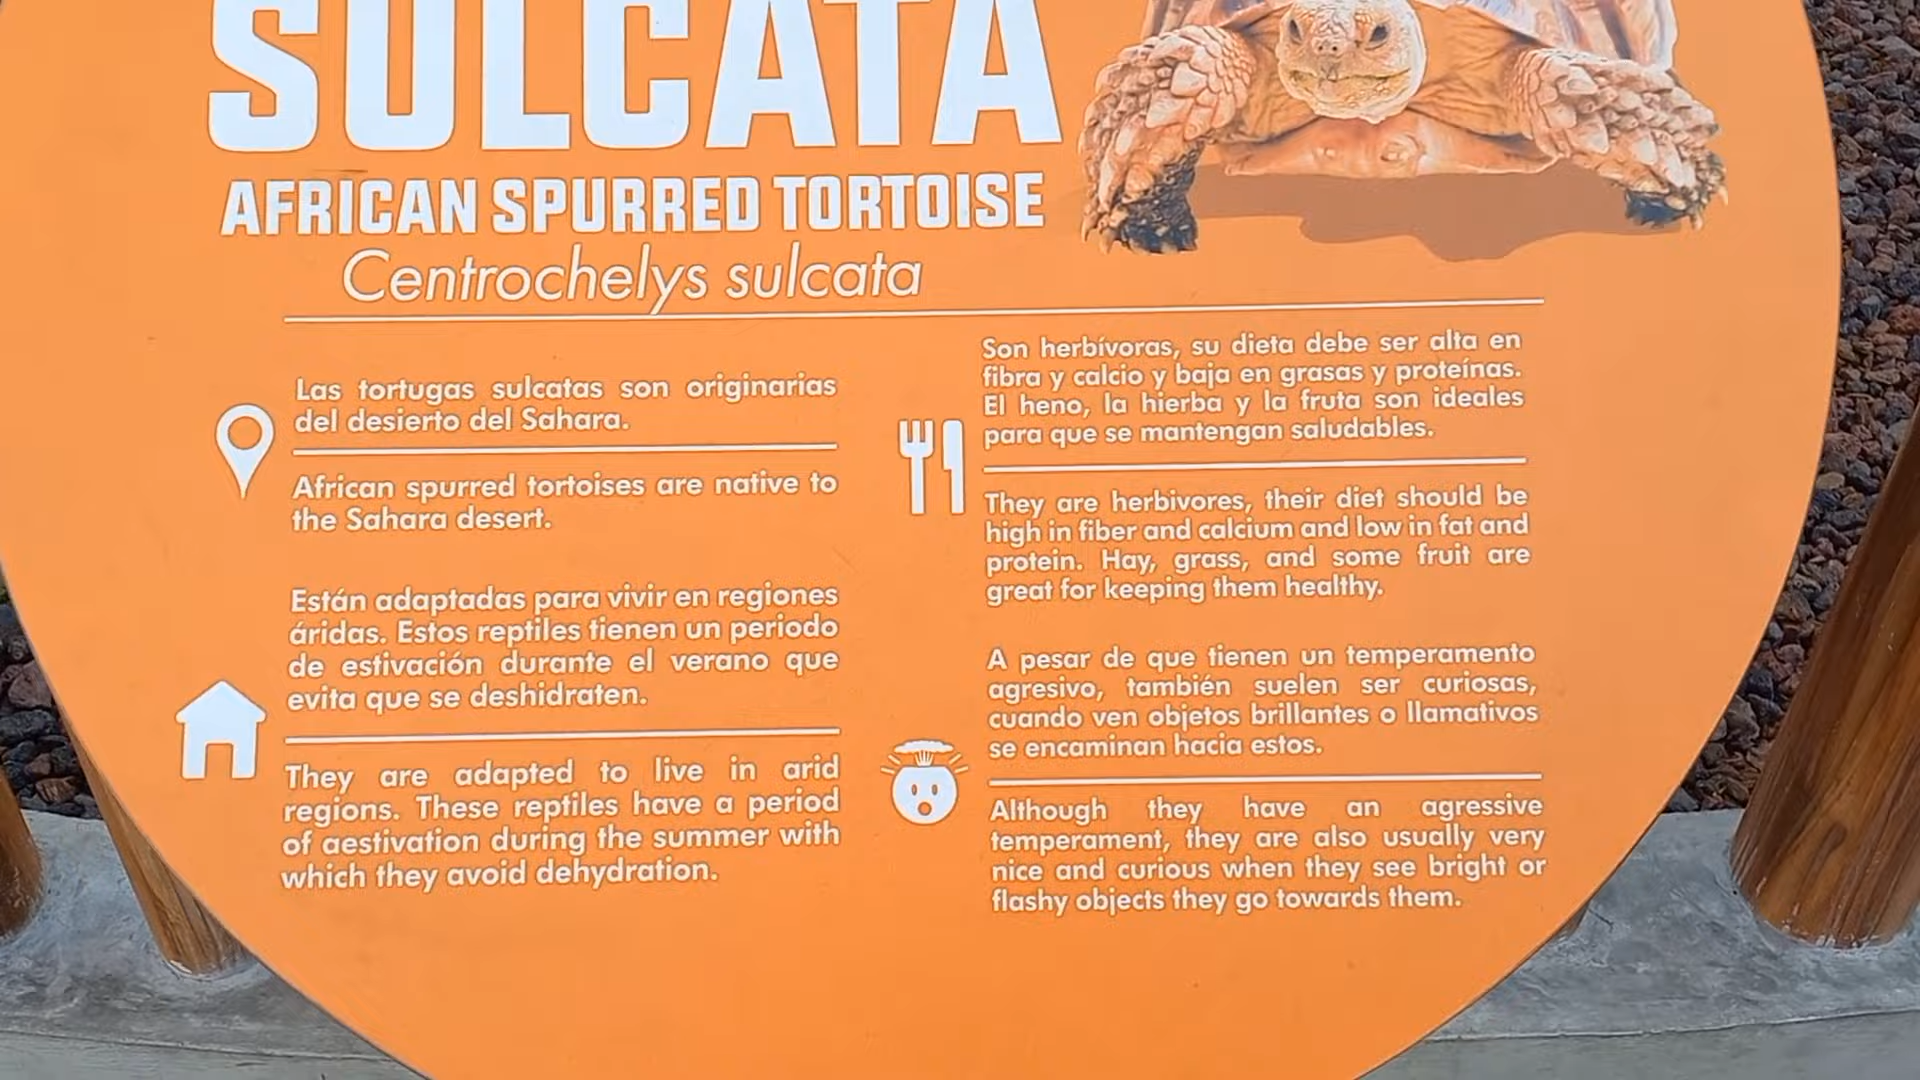 SULCATA
AFRICAN SPURRED TORTOISE
Centrochelys sulcata
Las tortugas sulcatas son originarias
del desierto del Sahara.
African spurred tortoises are native to
the Sahara desert.
Están adaptadas para vivir en regiones
áridas. Estos reptiles tienen un periodo
de estivación durante el verano que
evita que se deshidraten.
They are adapted to live in arid
regions. These reptiles have a period
of aestivation during the summer with
which they avoid dehydration.
Son herbívoras, su dieta debe ser alta en
fibra y calcio y baja en grasas y proteínas.
El heno, la hierba y la fruta son ideales
para que se mantengan saludables.
They are herbivores, their diet should be
high in fiber and calcium and low in fat and
protein. Hay, grass, and some fruit are
great for keeping them healthy.
A pesar de que tienen un temperamento
agresivo, también suelen ser curiosas,
cuando ven objetos brillantes o llamativos
se encaminan hacia estos.
Although they have an agressive
temperament, they are also usually very
nice and curious when they see bright or
flashy objects they go towards them.